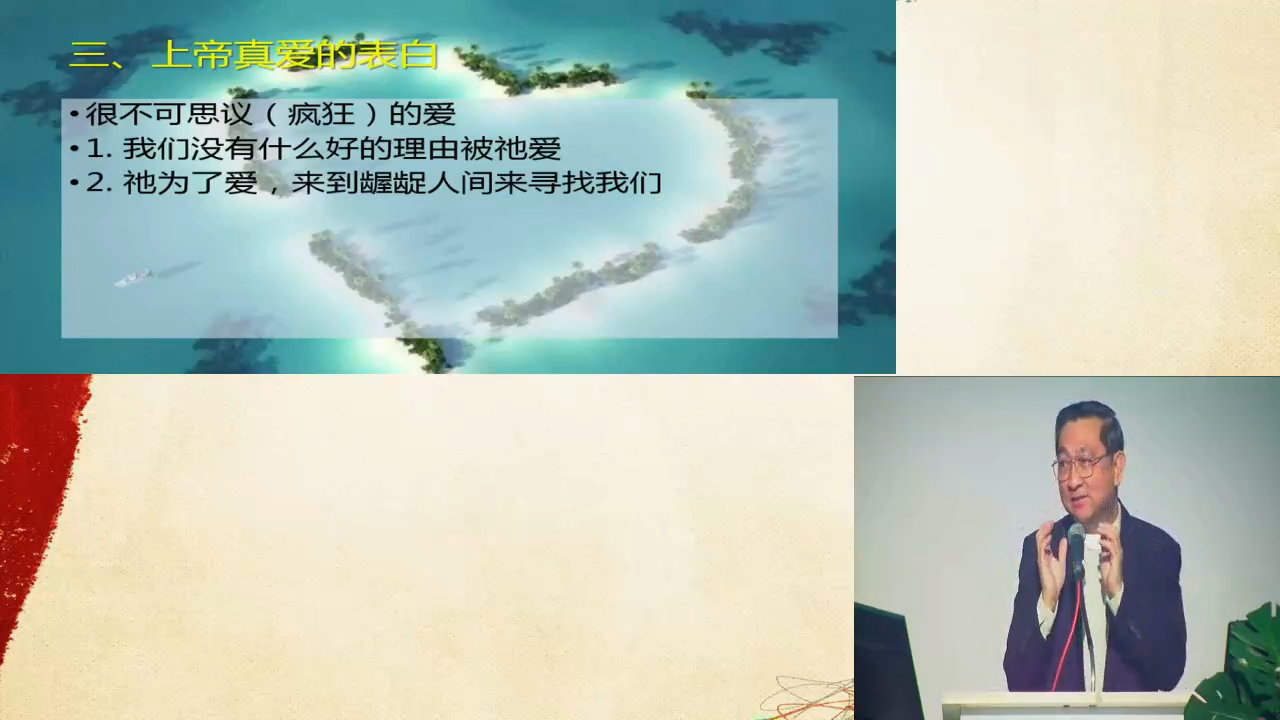 三、上帝真爱的表白
•很不可思议（疯狂）的爱
•1. 我们没有什么好的理由被祂爱
•2. 祂为了爱，来到龌龊人间来寻找我们